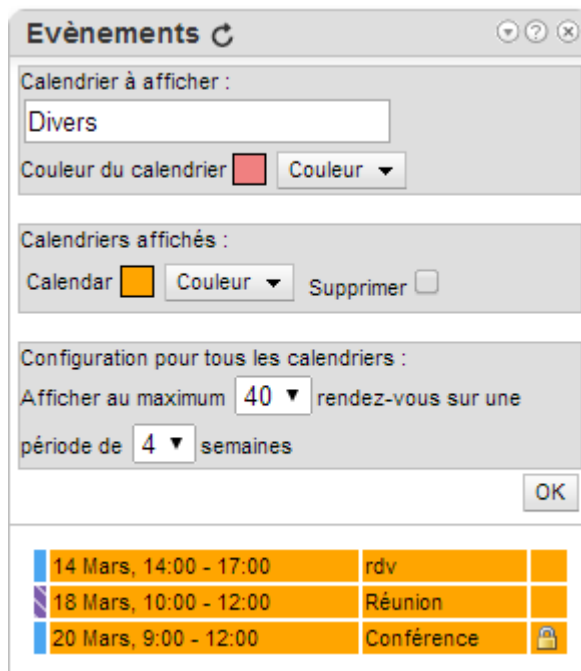 Evènements
Calendrier à afficher :
Divers
Couleur du calendrier Couleur
Calendriers affichés :
Calendar Couleur Supprimer
Configuration pour tous les calendriers :
Afficher au maximum 40 rendez-vous sur une
période de 4 semaines
OK
14 Mars, 14:00 - 17:00 rdv
18 Mars, 10:00 - 12:00 Réunion
20 Mars, 9:00 - 12:00 Conférence